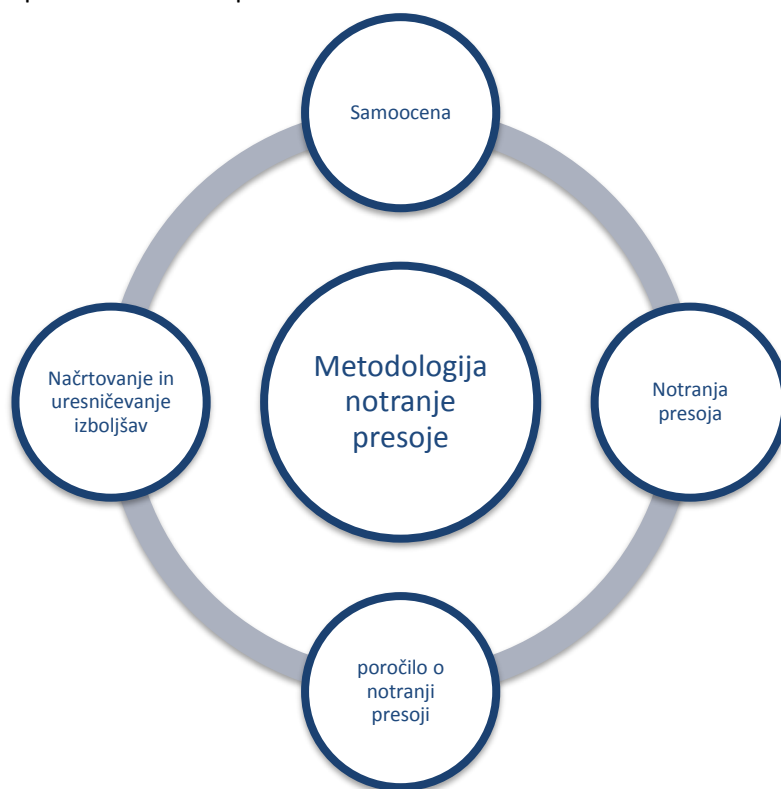 Samoocena
Načrtovanje in
uresničevanje
izboljšav
Metodologija
notranje
presoje
Notranja
presoja
poročilo o
notranji
presoji